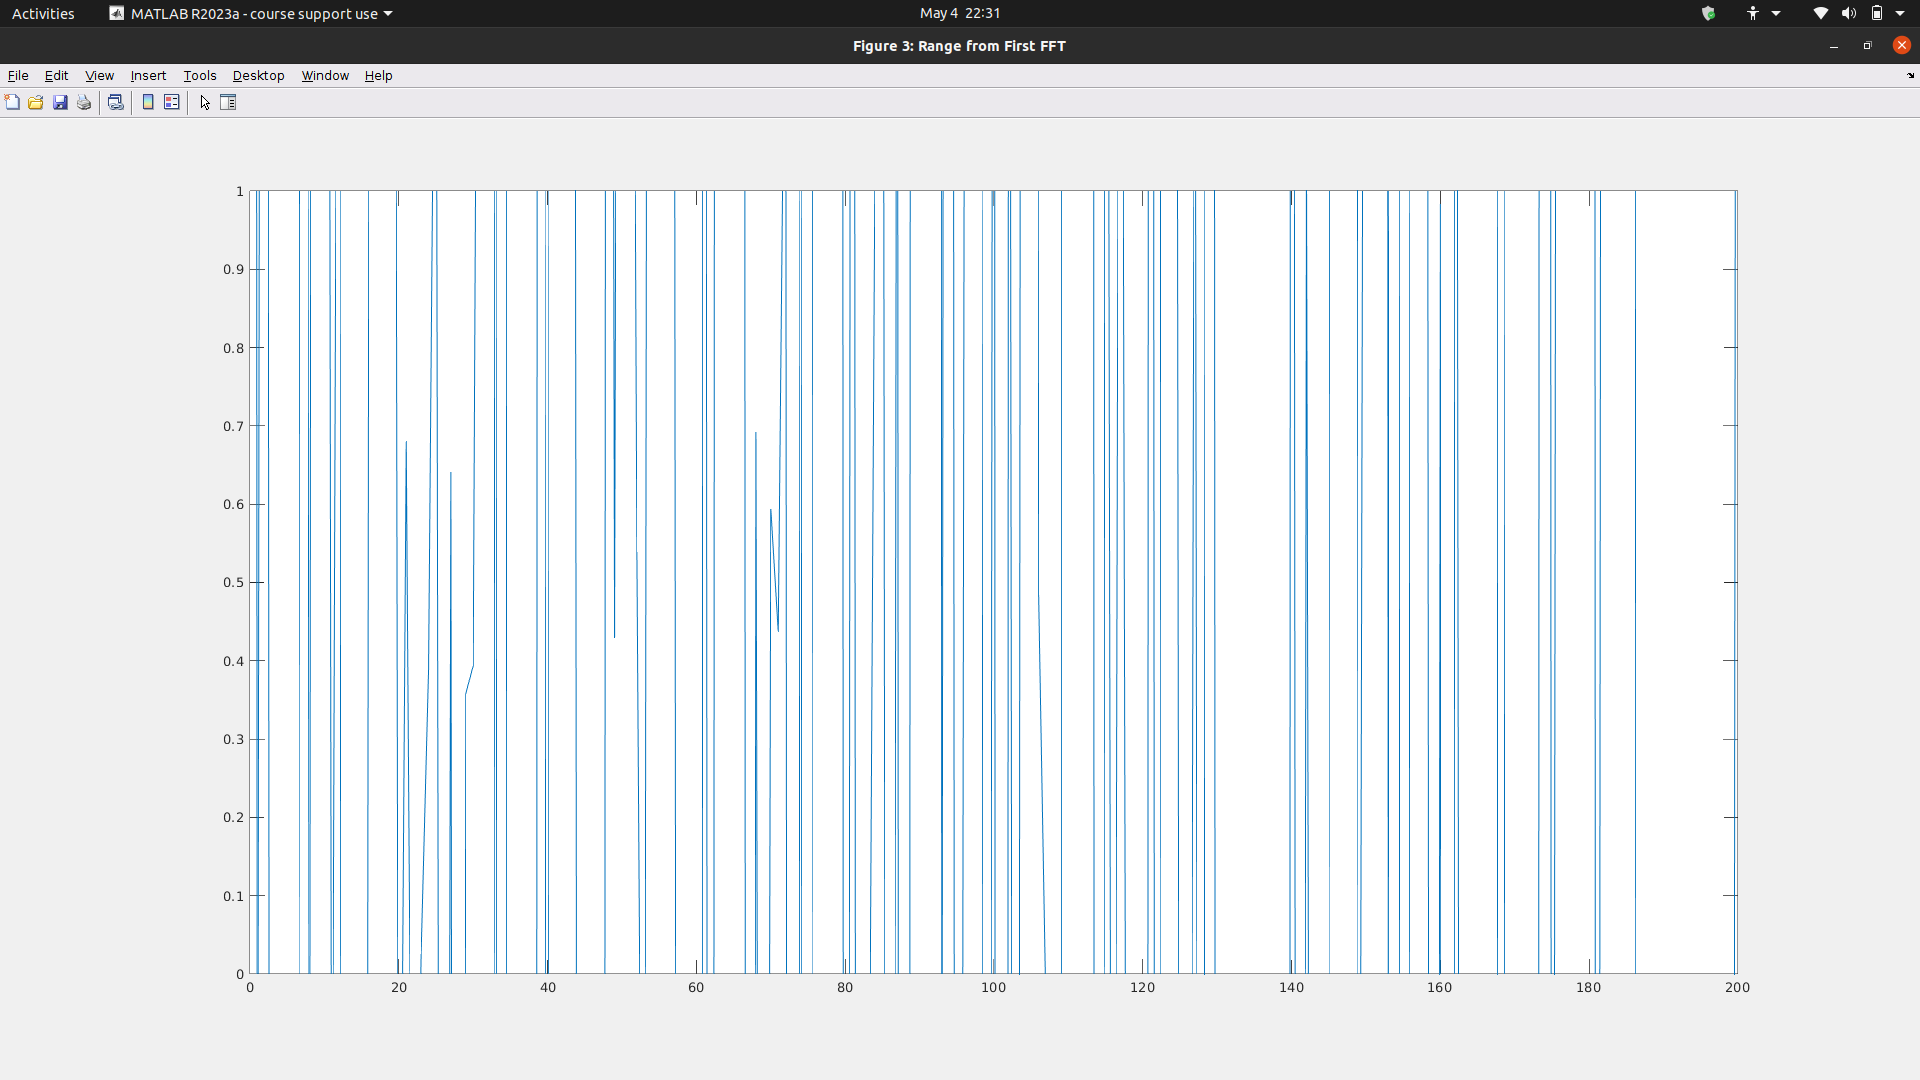 Activities MATLAB R2023a - course support use May 4 22:31
Figure 3: Range from First FFT
File Edit View Insert Tools Desktop Window Help
1
0.9
0.8
0.7
0.6
0.5
0.4
0.3
0.2
0.1
0
0 20 40 60 80 100 120 140 160 180 200